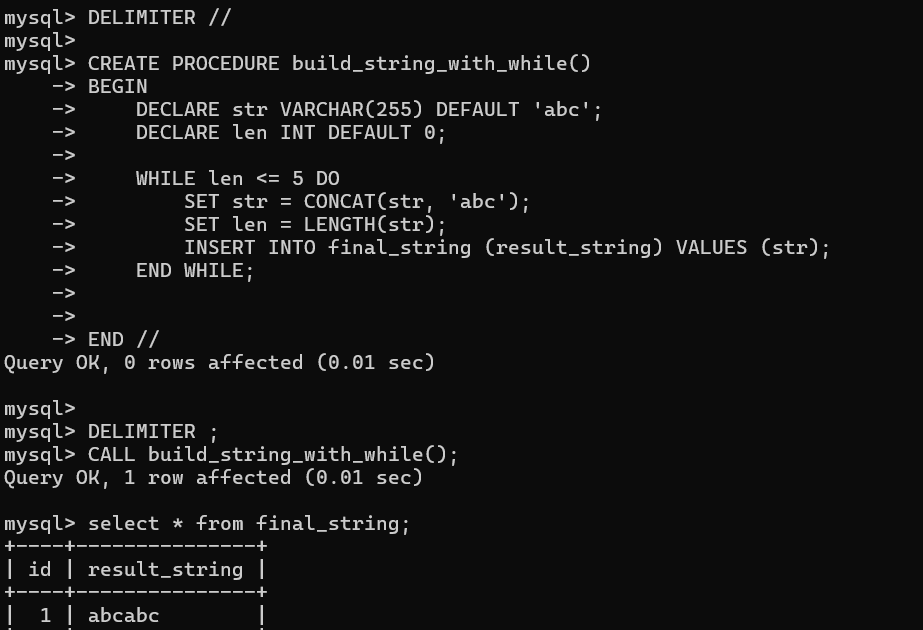 mysql> DELIMITER //
mysql>
mysql> CREATE PROCEDURE build_string_with_while()
    -> BEGIN
    ->     DECLARE str VARCHAR(255) DEFAULT 'abc';
    ->     DECLARE len INT DEFAULT 0;
    ->
    ->     WHILE len <= 5 DO
    ->         SET str = CONCAT(str, 'abc');
    ->         SET len = LENGTH(str);
    ->         INSERT INTO final_string (result_string) VALUES (str);
    ->     END WHILE;
    ->
    ->
    -> END //
Query OK, 0 rows affected (0.01 sec)

mysql>
mysql> DELIMITER ;
mysql> CALL build_string_with_while();
Query OK, 1 row affected (0.01 sec)

mysql> select * from final_string;
+----+---------------+
| id | result_string |
+----+---------------+
|  1 | abcabc        |